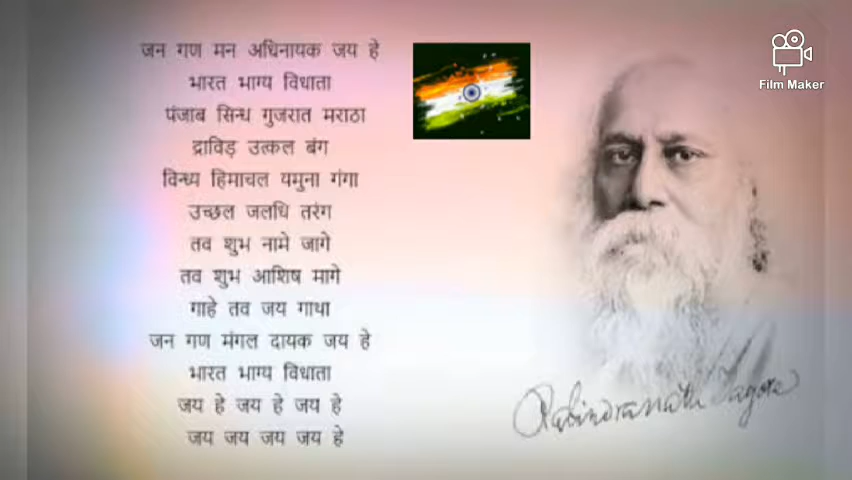 जन गण मन अधिनायक जय हे
भारत भाग्य विधाता
पंजाब सिन्ध गुजरात मराठा
द्राविड़ उत्कल बंग
विन्ध्य हिमाचल यमुना गंगा
उच्छल जलधि तरंग
तव शुभ नामे जागे
तव शुभ आशिष मागे
गाहे तव जय गाथा
जन गण मंगल दायक जय हे
भारत भाग्य विधाता
जय हे जय हे जय हे
जय जय जय जय हे
Film Maker
Rabindranath Tagore